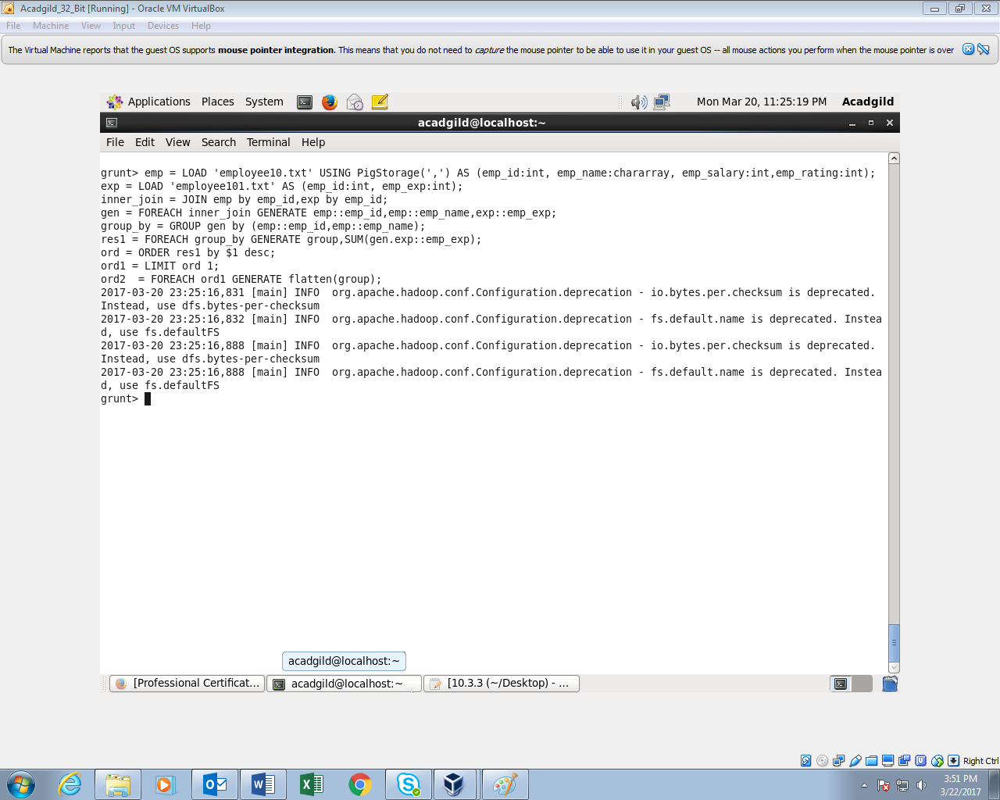 Acadgild_32_Bit [Running] - Oracle VM VirtualBox
File Machine View Input Devices Help
The Virtual Machine reports that the guest OS supports mouse pointer integration. This means that you do not need to capture the mouse pointer to be able to use it in your guest OS -- all mouse actions you perform when the mouse pointer is over
Applications Places System Mon Mar 20, 11:25:19 PM Acadgild
acadgild@localhost:~
File Edit View Search Terminal Help
grunt> emp = LOAD 'employee10.txt' USING PigStorage(',') AS (emp_id:int, emp_name:chararray, emp_salary:int,emp_rating:int);
exp = LOAD 'employee101.txt' AS (emp_id:int, emp_exp:int);
inner_join = JOIN emp by emp_id,exp by emp_id;
gen = FOREACH inner_join GENERATE emp::emp_id,emp::emp_name,exp::emp_exp;
group_by = GROUP gen by (emp::emp_id,emp::emp_name);
res1 = FOREACH group_by GENERATE group,SUM(gen.exp::emp_exp);
ord = ORDER res1 by $1 desc;
ord1 = LIMIT ord 1;
ord2  = FOREACH ord1 GENERATE flatten(group);
2017-03-20 23:25:16,831 [main] INFO  org.apache.hadoop.conf.Configuration.deprecation - io.bytes.per.checksum is deprecated.
Instead, use dfs.bytes-per-checksum
2017-03-20 23:25:16,832 [main] INFO  org.apache.hadoop.conf.Configuration.deprecation - fs.default.name is deprecated. Instea
d, use fs.defaultFS
2017-03-20 23:25:16,888 [main] INFO  org.apache.hadoop.conf.Configuration.deprecation - io.bytes.per.checksum is deprecated.
Instead, use dfs.bytes-per-checksum
2017-03-20 23:25:16,888 [main] INFO  org.apache.hadoop.conf.Configuration.deprecation - fs.default.name is deprecated. Instea
d, use fs.defaultFS
grunt>
acadgild@localhost:~
[Professional Certificat... acadgild@localhost:~ [10.3.3 (~/Desktop) - ...
Right Ctrl
3:51 PM
3/22/2017